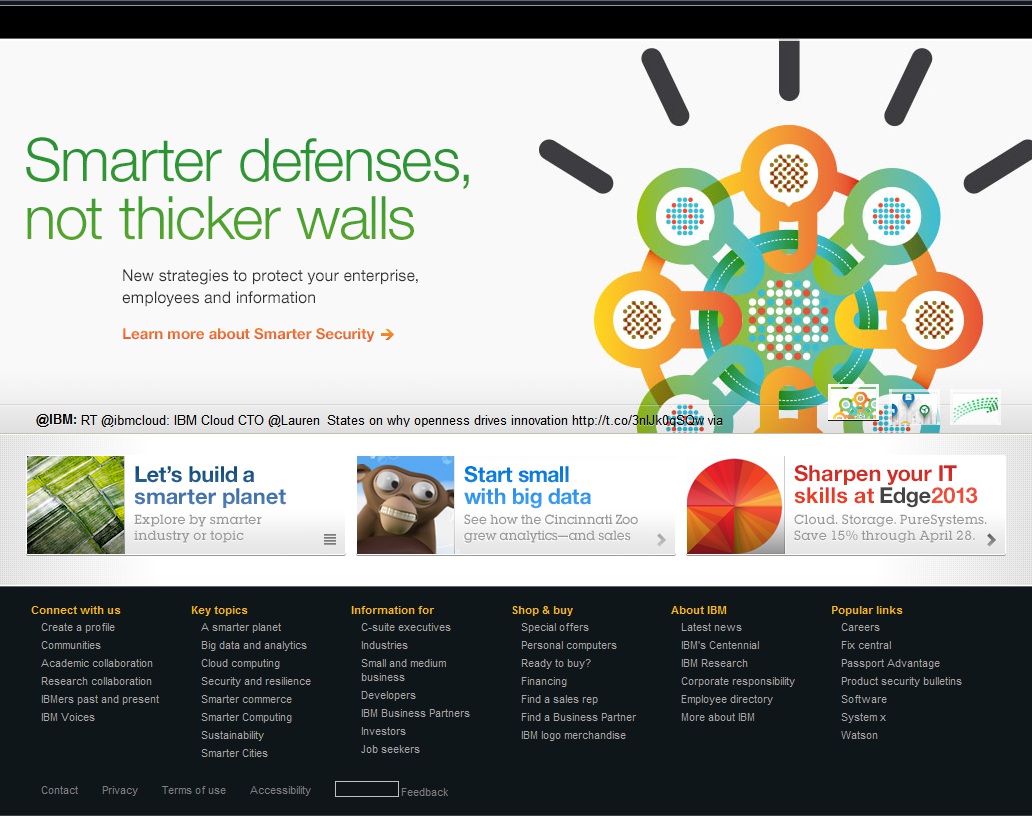 Smarter defenses,
not thicker walls
New strategies to protect your enterprise,
employees and information
Learn more about Smarter Security
@IBM: RT @ibmcloud: IBM Cloud CTO @Lauren States on why openness drives innovation http://t.co/3nlJk0qSQw via
Let's build a
smarter planet
Explore by smarter
industry or topic
Start small
with big data
See how the Cincinnati Zoo
grew analytics—and sales
Sharpen your IT
skills at Edge2013
Cloud. Storage. PureSystems.
Save 15% through April 28.
Connect with us
Create a profile
Communities
Academic collaboration
Research collaboration
IBMers past and present
IBM Voices
Key topics
A smarter planet
Big data and analytics
Cloud computing
Security and resilience
Smarter commerce
Smarter Computing
Sustainability
Smarter Cities
Information for
C-suite executives
Industries
Small and medium
business
Developers
IBM Business Partners
Investors
Job seekers
Shop & buy
Special offers
Personal computers
Ready to buy?
Financing
Find a sales rep
Find a Business Partner
IBM logo merchandise
About IBM
Latest news
IBM's Centennial
IBM Research
Corporate responsibility
Employee directory
More about IBM
Popular links
Careers
Fix central
Passport Advantage
Product security bulletins
Software
System x
Watson
Contact Privacy Terms of use Accessibility Feedback